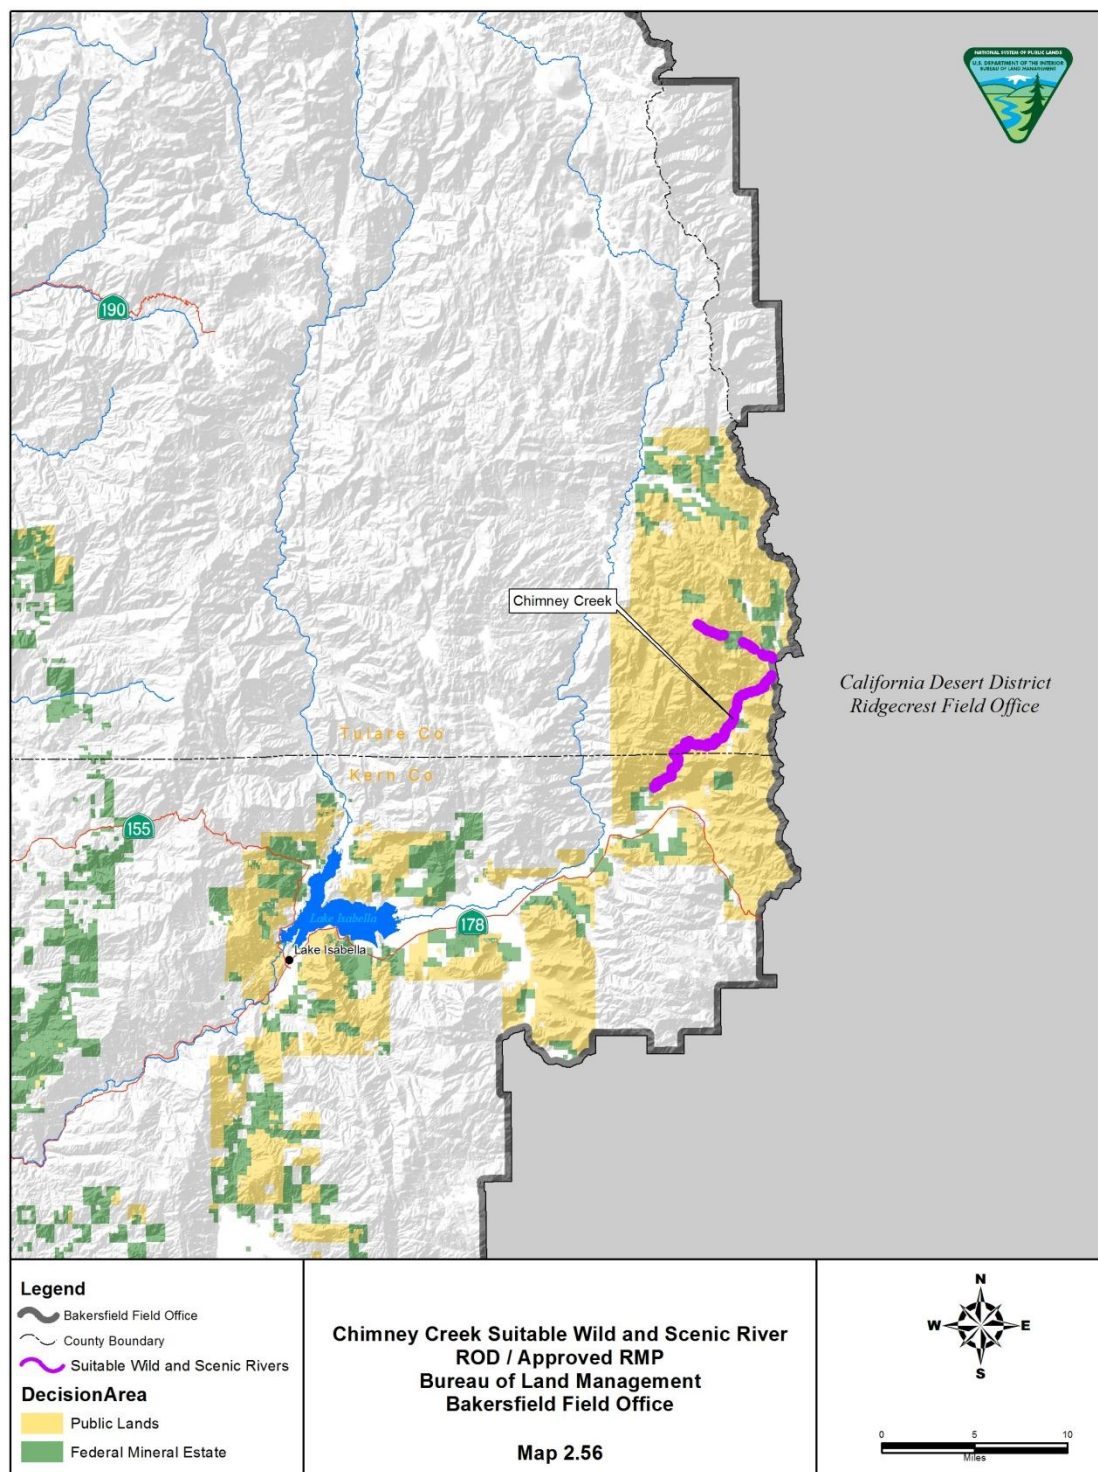 NATIONAL SYSTEM OF PUBLIC LANDS
U.S. DEPARTMENT OF THE INTERIOR
BUREAU OF LAND MANAGEMENT
190
Chimney Creek
California Desert District
Ridgecrest Field Office
Tulare Co
Kern Co
155
Lake Isabella
178
Lake Isabella
Legend
Bakersfield Field Office
County Boundary
Suitable Wild and Scenic Rivers
DecisionArea
Public Lands
Federal Mineral Estate
Chimney Creek Suitable Wild and Scenic River
ROD / Approved RMP
Bureau of Land Management
Bakersfield Field Office
Map 2.56
N
W E
S
0 5 10
Miles